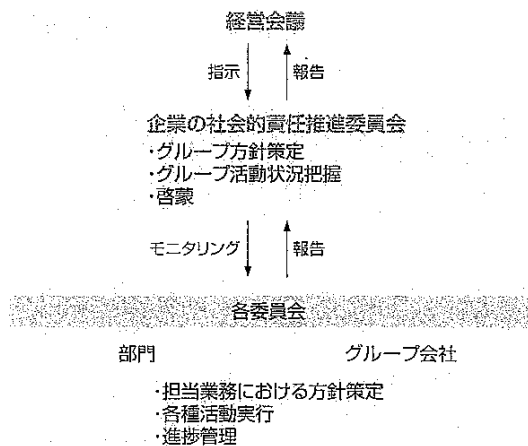 経営会議
指示 報告
企業の社会的責任推進委員会
・グループ方針策定
・グループ活動状況把握
・啓蒙
モニタリング 報告
各委員会
部門 グループ会社
・担当業務における方針策定
・各種活動実行
・進捗管理